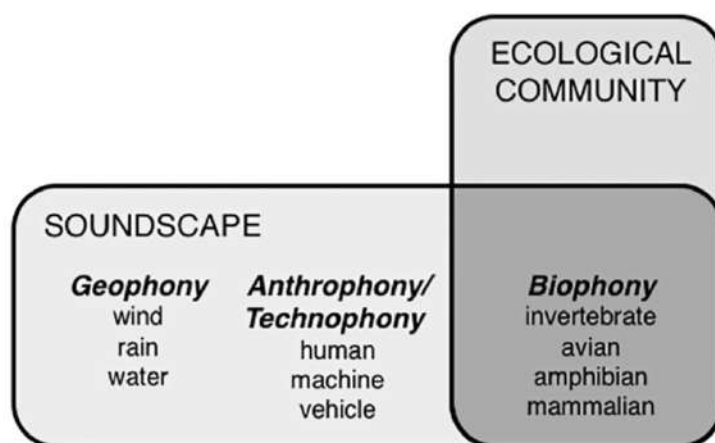 ECOLOGICAL
COMMUNITY
SOUNDSCAPE
Geophony
wind
rain
water
Anthrophony/
Technophony
human
machine
vehicle
Biophony
invertebrate
avian
amphibian
mammalian